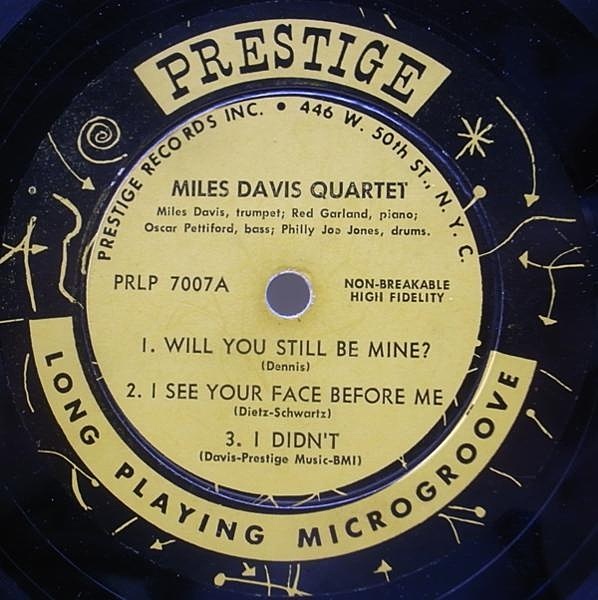 PRESTIGE
PRESTIGE RECORDS INC. • 446 W. 50th ST., N.Y.C.
MILES DAVIS QUARTET
Miles Davis, trumpet; Red Garland, piano;
Oscar Pettiford, bass; Philly Joe Jones, drums.
PRLP 7007A
NON-BREAKABLE
HIGH FIDELITY
1. WILL YOU STILL BE MINE?
(Dennis)
2. I SEE YOUR FACE BEFORE ME
(Dietz-Schwartz)
3. I DIDN'T
(Davis-Prestige Music-BMI)
LONG PLAYING MICROGROOVE